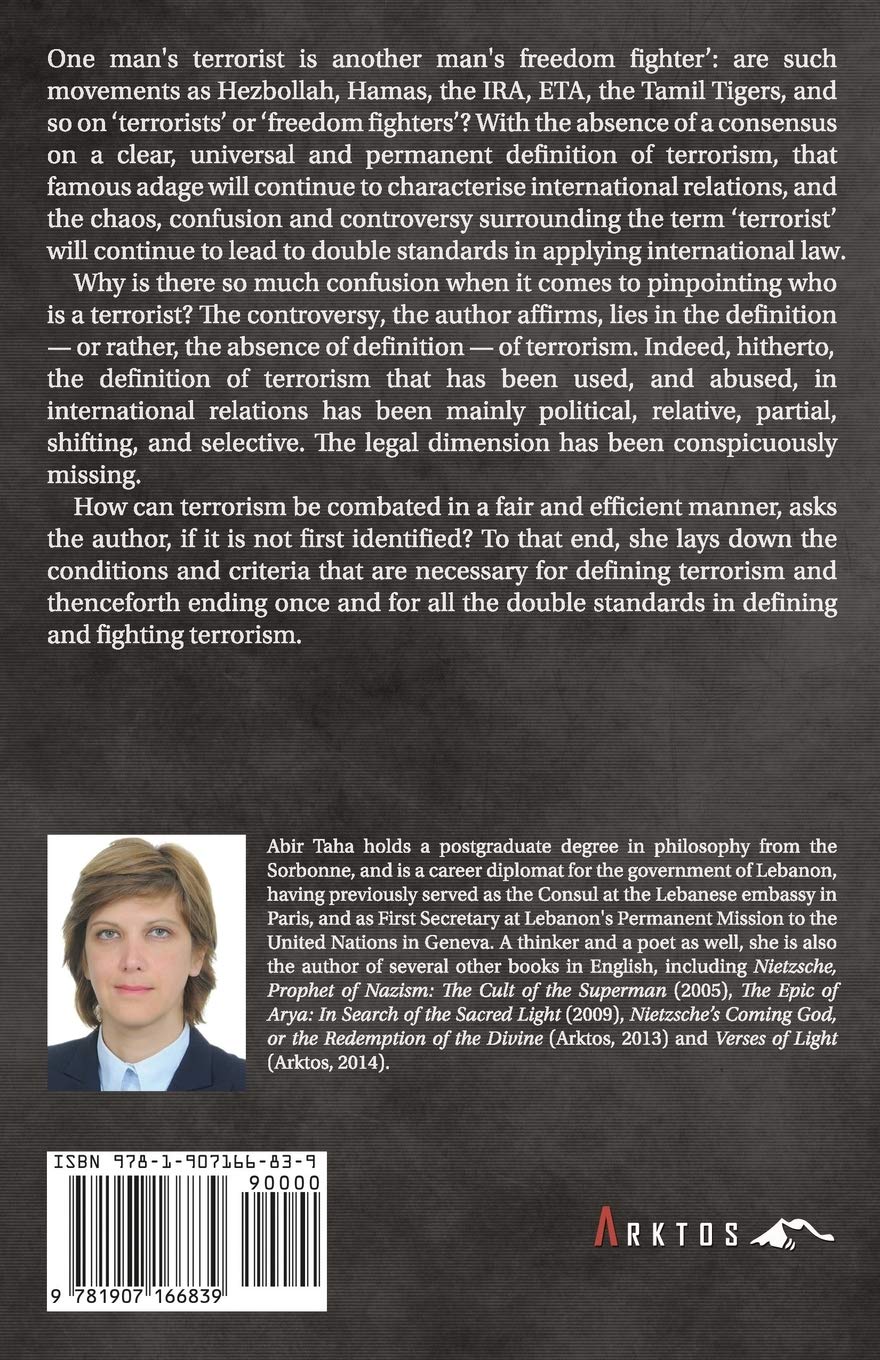 One man's terrorist is another man's freedom fighter’: are such
movements as Hezbollah, Hamas, the IRA, ETA, the Tamil Tigers, and
so on ‘terrorists’ or ‘freedom fighters’? With the absence of a consensus
on a clear, universal and permanent definition of terrorism, that
famous adage will continue to characterise international relations, and
the chaos, confusion and controversy surrounding the term ‘terrorist’
will continue to lead to double standards in applying international law.
Why is there so much confusion when it comes to pinpointing who
is a terrorist? The controversy, the author affirms, lies in the definition
— or rather, the absence of definition — of terrorism. Indeed, hitherto,
the definition of terrorism that has been used, and abused, in
international relations has been mainly political, relative, partial,
shifting, and selective. The legal dimension has been conspicuously
missing.
How can terrorism be combated in a fair and efficient manner, asks
the author, if it is not first identified? To that end, she lays down the
conditions and criteria that are necessary for defining terrorism and
thenceforth ending once and for all the double standards in defining
and fighting terrorism.
Abir Taha holds a postgraduate degree in philosophy from the
Sorbonne, and is a career diplomat for the government of Lebanon,
having previously served as the Consul at the Lebanese embassy in
Paris, and as First Secretary at Lebanon's Permanent Mission to the
United Nations in Geneva. A thinker and a poet as well, she is also
the author of several other books in English, including Nietzsche,
Prophet of Nazism: The Cult of the Superman (2005), The Epic of
Arya: In Search of the Sacred Light (2009), Nietzsche’s Coming God,
or the Redemption of the Divine (Arktos, 2013) and Verses of Light
(Arktos, 2014).
ISBN 978-1-907166-83-9
90000
9 781907 166839
ARKTOS